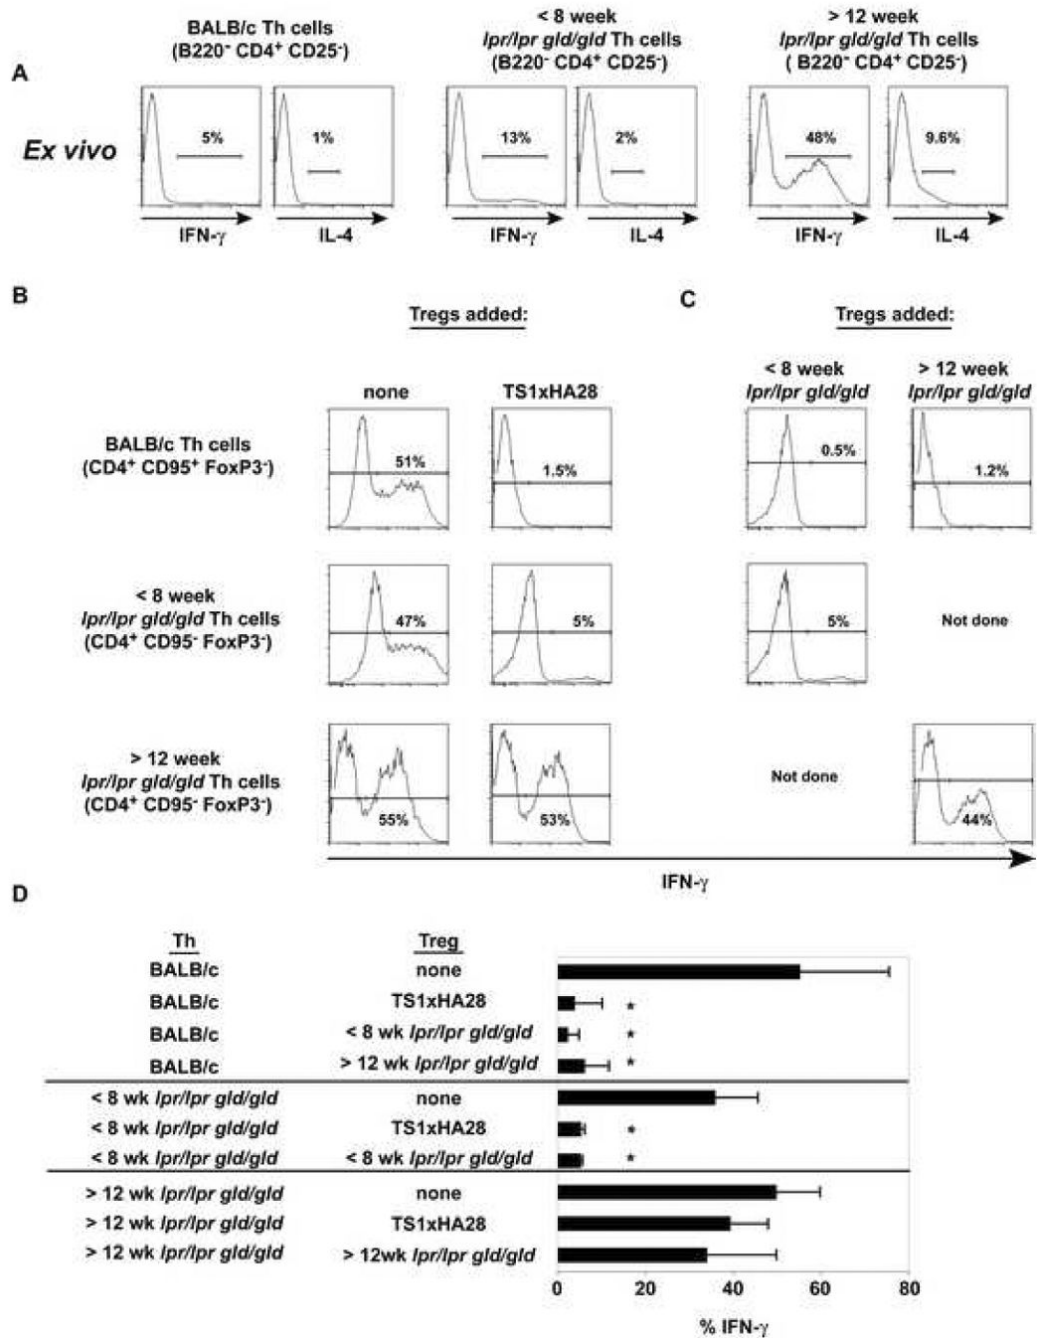 A
BALB/c Th cells
(B220⁻ CD4⁺ CD25⁻)
< 8 week
lpr/lpr gld/gld Th cells
(B220⁻ CD4⁺ CD25⁻)
> 12 week
lpr/lpr gld/gld Th cells
( B220⁻ CD4⁺ CD25⁻)
Ex vivo
5% 1% 13% 2% 48% 9.6%
IFN-γ IL-4 IFN-γ IL-4 IFN-γ IL-4
B
Tregs added:
none TS1xHA28
C
Tregs added:
< 8 week
lpr/lpr gld/gld
> 12 week
lpr/lpr gld/gld
BALB/c Th cells
(CD4⁺ CD95⁺ FoxP3⁻)
51% 1.5% 0.5% 1.2%
< 8 week
lpr/lpr gld/gld Th cells
(CD4⁺ CD95⁻ FoxP3⁻)
47% 5% 5% Not done
> 12 week
lpr/lpr gld/gld Th cells
(CD4⁺ CD95⁻ FoxP3⁻)
55% 53% Not done 44%
IFN-γ
D
Th Treg
BALB/c none
BALB/c TS1xHA28 *
BALB/c < 8 wk lpr/lpr gld/gld *
BALB/c > 12 wk lpr/lpr gld/gld *
< 8 wk lpr/lpr gld/gld none
< 8 wk lpr/lpr gld/gld TS1xHA28 *
< 8 wk lpr/lpr gld/gld < 8 wk lpr/lpr gld/gld *
> 12 wk lpr/lpr gld/gld none
> 12 wk lpr/lpr gld/gld TS1xHA28
> 12 wk lpr/lpr gld/gld > 12wk lpr/lpr gld/gld
0 20 40 60 80
% IFN-γ